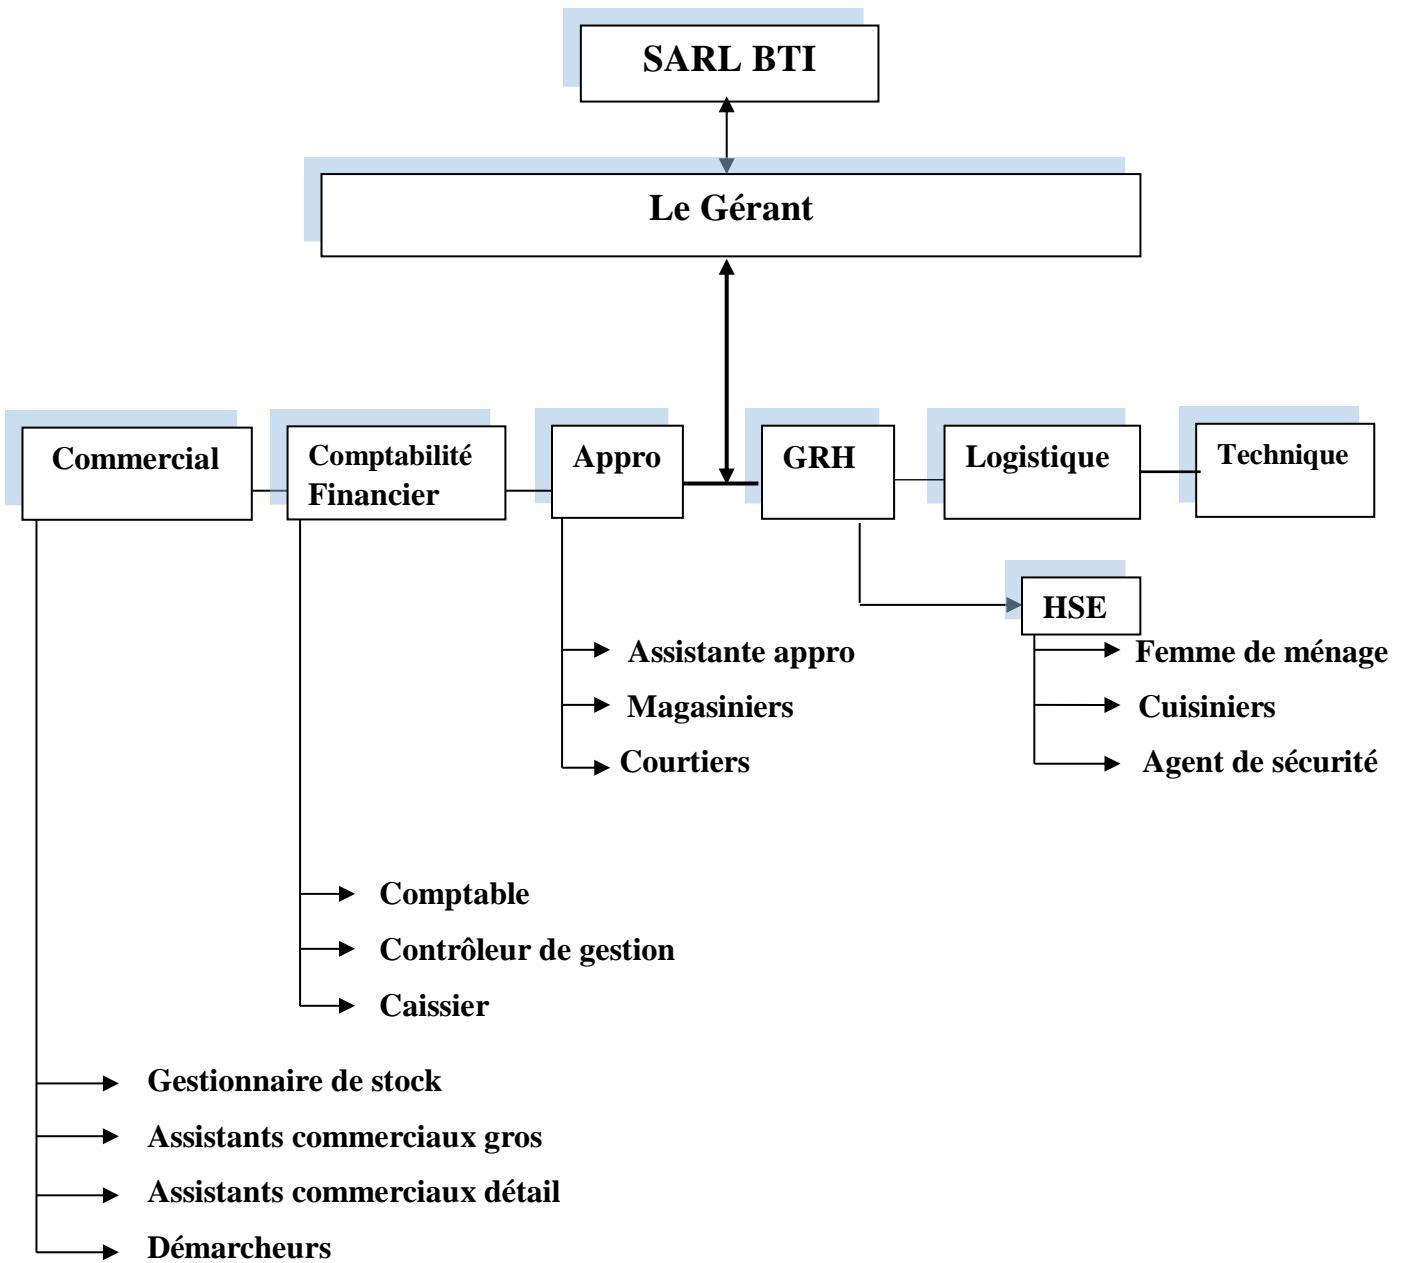 SARL BTI
Le Gérant
Commercial
Comptabilité
Financier
Appro
GRH
Logistique
Technique
HSE
Assistante appro
Magasiniers
Courtiers
Femme de ménage
Cuisiniers
Agent de sécurité
Comptable
Contrôleur de gestion
Caissier
Gestionnaire de stock
Assistants commerciaux gros
Assistants commerciaux détail
Démarcheurs